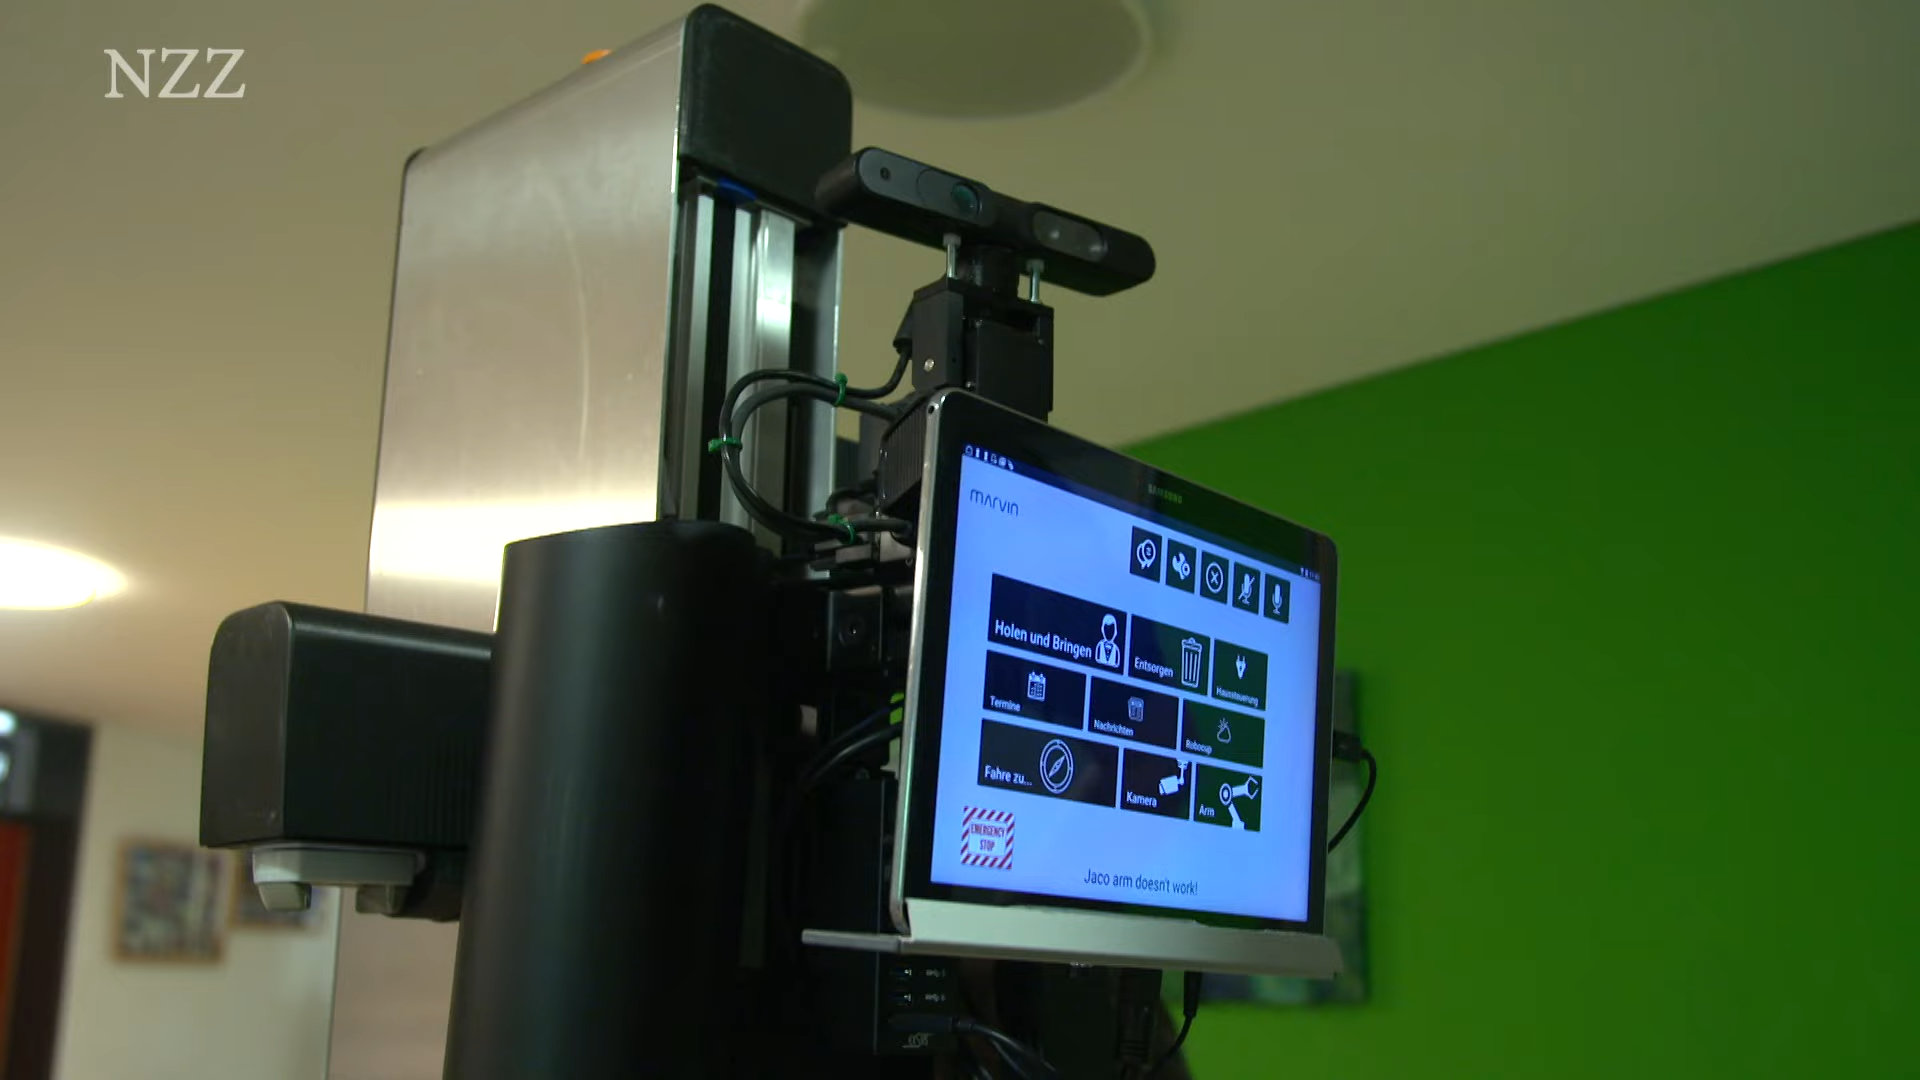 NZZ
SAMSUNG
marvin
Holen und Bringen
Entsorgen
Haussteuerung
Termine
Nachrichten
Robocup
Fahre zu...
Kamera
Arm
EMERGENCY
STOP
Jaco arm doesn't work!